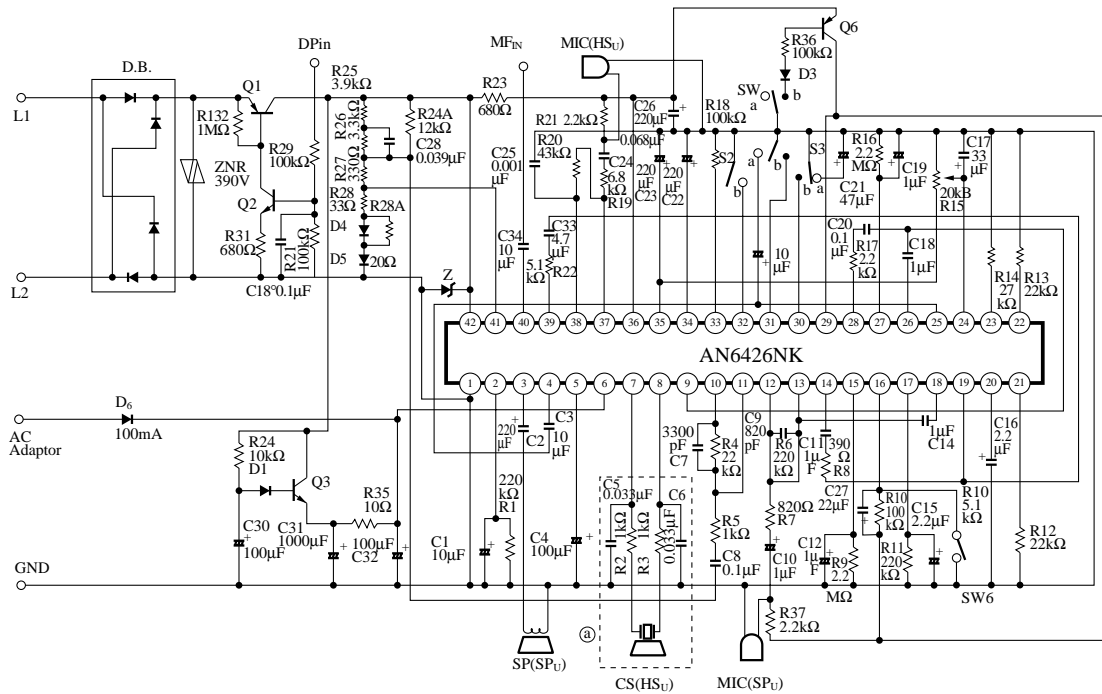 Q6
R36
100kΩ
DPin
MF_IN
MIC(HS_U)
D.B.
D3
Q1
R25
3.9kΩ
R23
680Ω
SW
a
b
L1
R132
1MΩ
R26
3.3kΩ
R24A
12kΩ
R21 2.2kΩ
C26
220μF
+
R18
100kΩ
C28
0.039μF
R20
43kΩ
0.068μF
S2
a
b
S3
b
a
R16
2.2
MΩ
+
C19
1μF
C17
33
μF
+
R29
100kΩ
R27
330Ω
C25
0.001
μF
C24
6.8
kΩ
R19
220
μF
C23
220
μF
C22
b
C21
47μF
+
20kB
R15
ZNR
390V
Q2
R28
33Ω
R28A
R31
680Ω
R21
100kΩ
D4
D5
20Ω
C34
10
μF
C33
4.7
μF
5.1
kΩ
R22
+
10
μF
C20
0.1
μF
R17
2.2
kΩ
C18
1μF
R14
27
kΩ
R13
22kΩ
L2
C18°0.1μF
Z
42 41 40 39 38 37 36 35 34 33 32 31 30 29 28 27 26 25 24 23 22
AN6426NK
1 2 3 4 5 6 7 8 9 10 11 12 13 14 15 16 17 18 19 20 21
D6
100mA
AC
Adaptor
+
220
μF
C2
C3
10
μF
3300
pF
C7
R4
22
kΩ
C9
820
pF
R6
220
kΩ
C11
1μ
F
390
Ω
R8
1μF
C14
C16
2.2
μF
+
R24
10kΩ
D1
Q3
R35
10Ω
220
kΩ
R1
C5
0.033μF
C6
1kΩ
R2
1kΩ
R3
0.033μF
R5
1kΩ
C8
0.1μF
820Ω
R7
+
C10
1μF
C27
22μF
+
R10
100
kΩ
C15
2.2μF
R10
5.1
kΩ
C30
+
100μF
C31
1000μF
+
100μF
C32
+
C1
10μF
+
C4
100μF
+
C12
1μ
F
+
R9
2.2
MΩ
R11
220
kΩ
+
R12
22kΩ
GND
SW6
R37
2.2kΩ
a
SP(SP_U)
CS(HS_U)
MIC(SP_U)